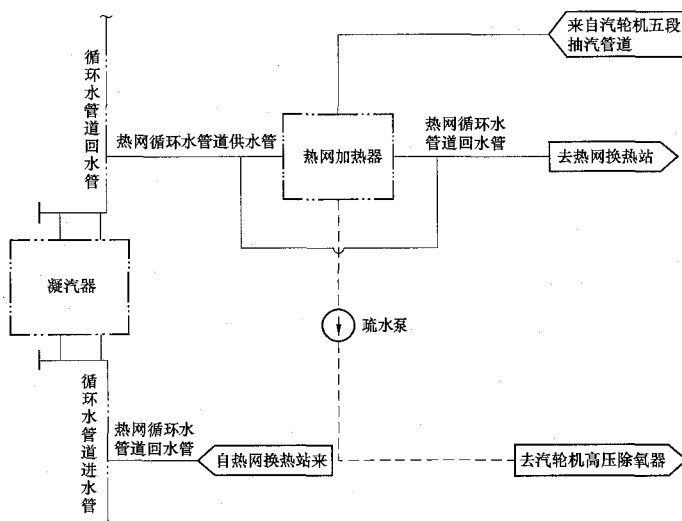 来自汽轮机五段
抽汽管道
循环水管道回水管
热网循环水管道供水管
热网加热器
热网循环水
管道回水管
去热网换热站
凝汽器
疏水泵
循环水管道进水管
热网循环水
管道回水管
自热网换热站来
去汽轮机高压除氧器